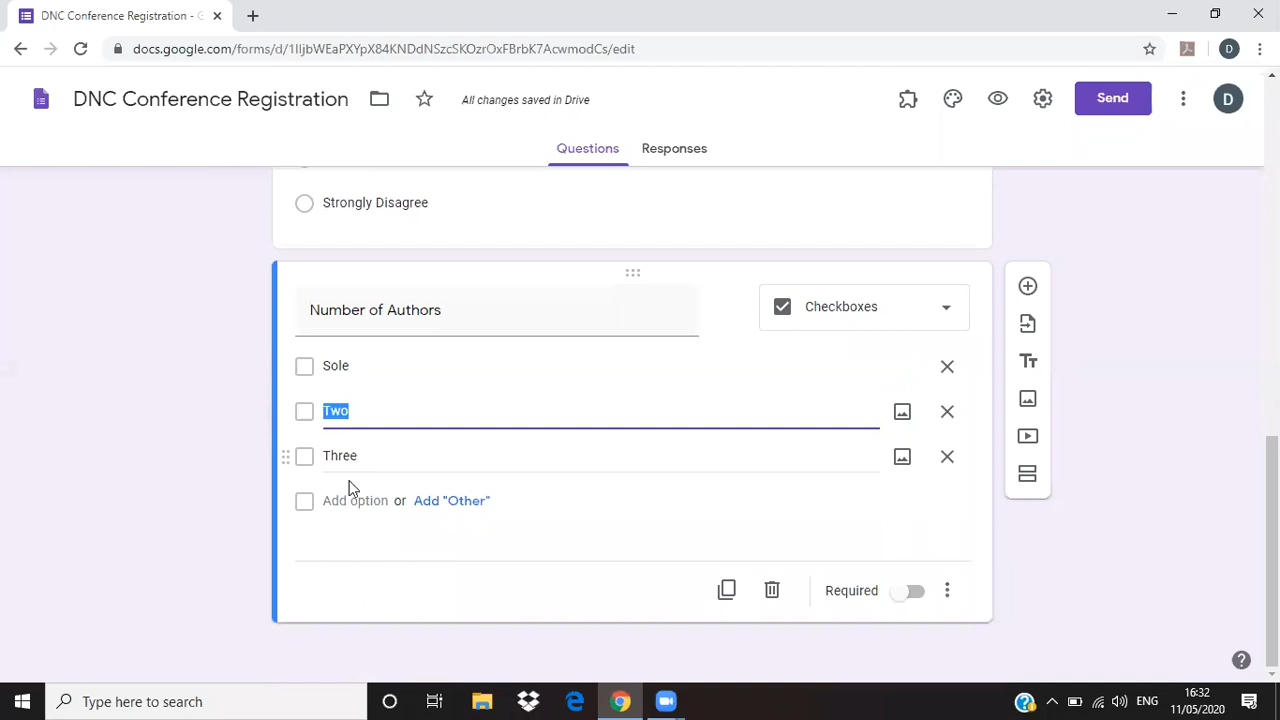 DNC Conference Registration - G
docs.google.com/forms/d/1IljbWEaPXYpX84KNDdNSzcSKOzrOxFBrbK7AcwmodCs/edit
D
DNC Conference Registration
All changes saved in Drive
Send
D
Questions
Responses
Strongly Disagree
Number of Authors
Checkboxes
Sole
Two
Three
Add option or Add "Other"
Required
Type here to search
ENG
16:32
11/05/2020